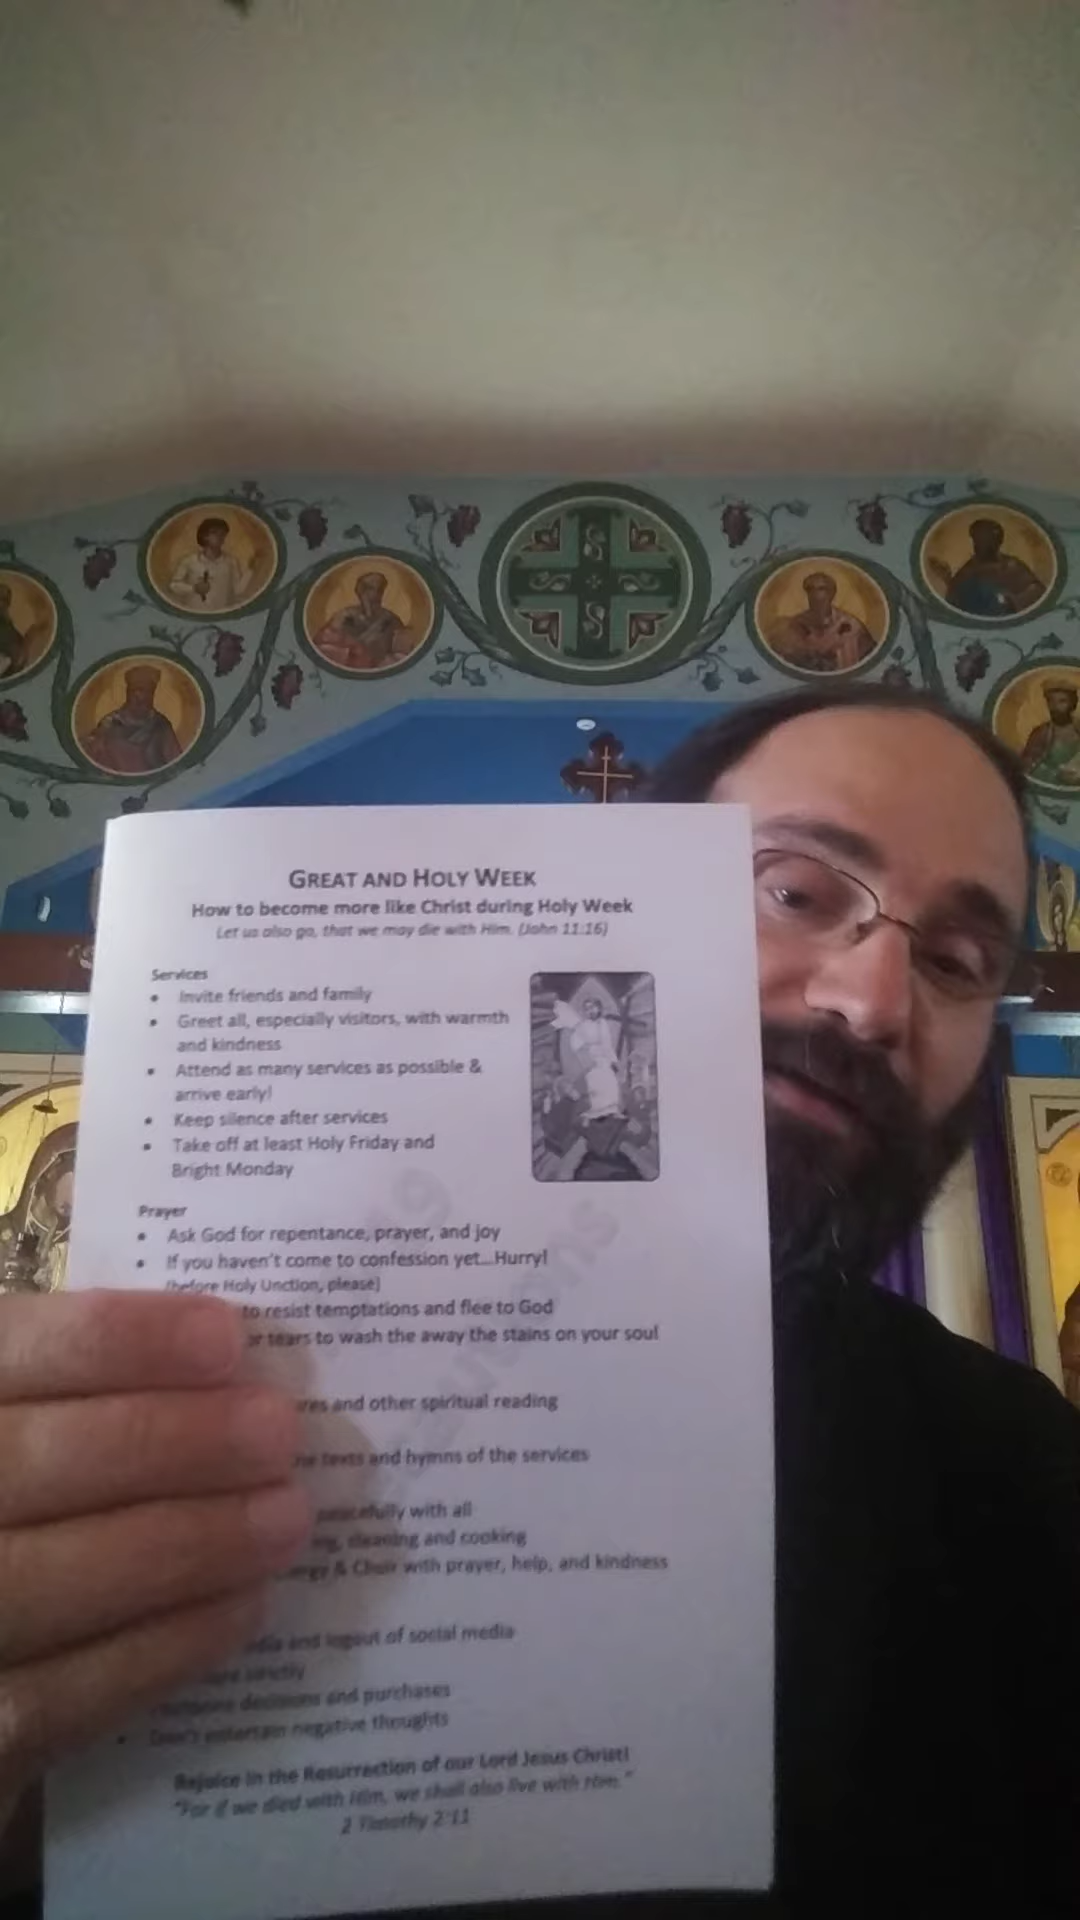 GREAT AND HOLY WEEK
How to become more like Christ during Holy Week
Let us also go, that we may die with Him. (John 11:16)
Services
• Invite friends and family
• Greet all, especially visitors, with warmth
and kindness
• Attend as many services as possible &
arrive early!
• Keep silence after services
• Take off at least Holy Friday and
Bright Monday
Prayer
• Ask God for repentance, prayer, and joy
• If you haven't come to confession yet...Hurry!
(before Holy Unction, please)
to resist temptations and flee to God
or tears to wash the away the stains on your soul
and other spiritual reading
texts and hymns of the services
peacefully with all
cleaning and cooking
& Choir with prayer, help, and kindness
and logout of social media
strictly
decisions and purchases
• Don't entertain negative thoughts
Rejoice in the Resurrection of our Lord Jesus Christ!
"For if we died with Him, we shall also live with Him."
2 Timothy 2:11